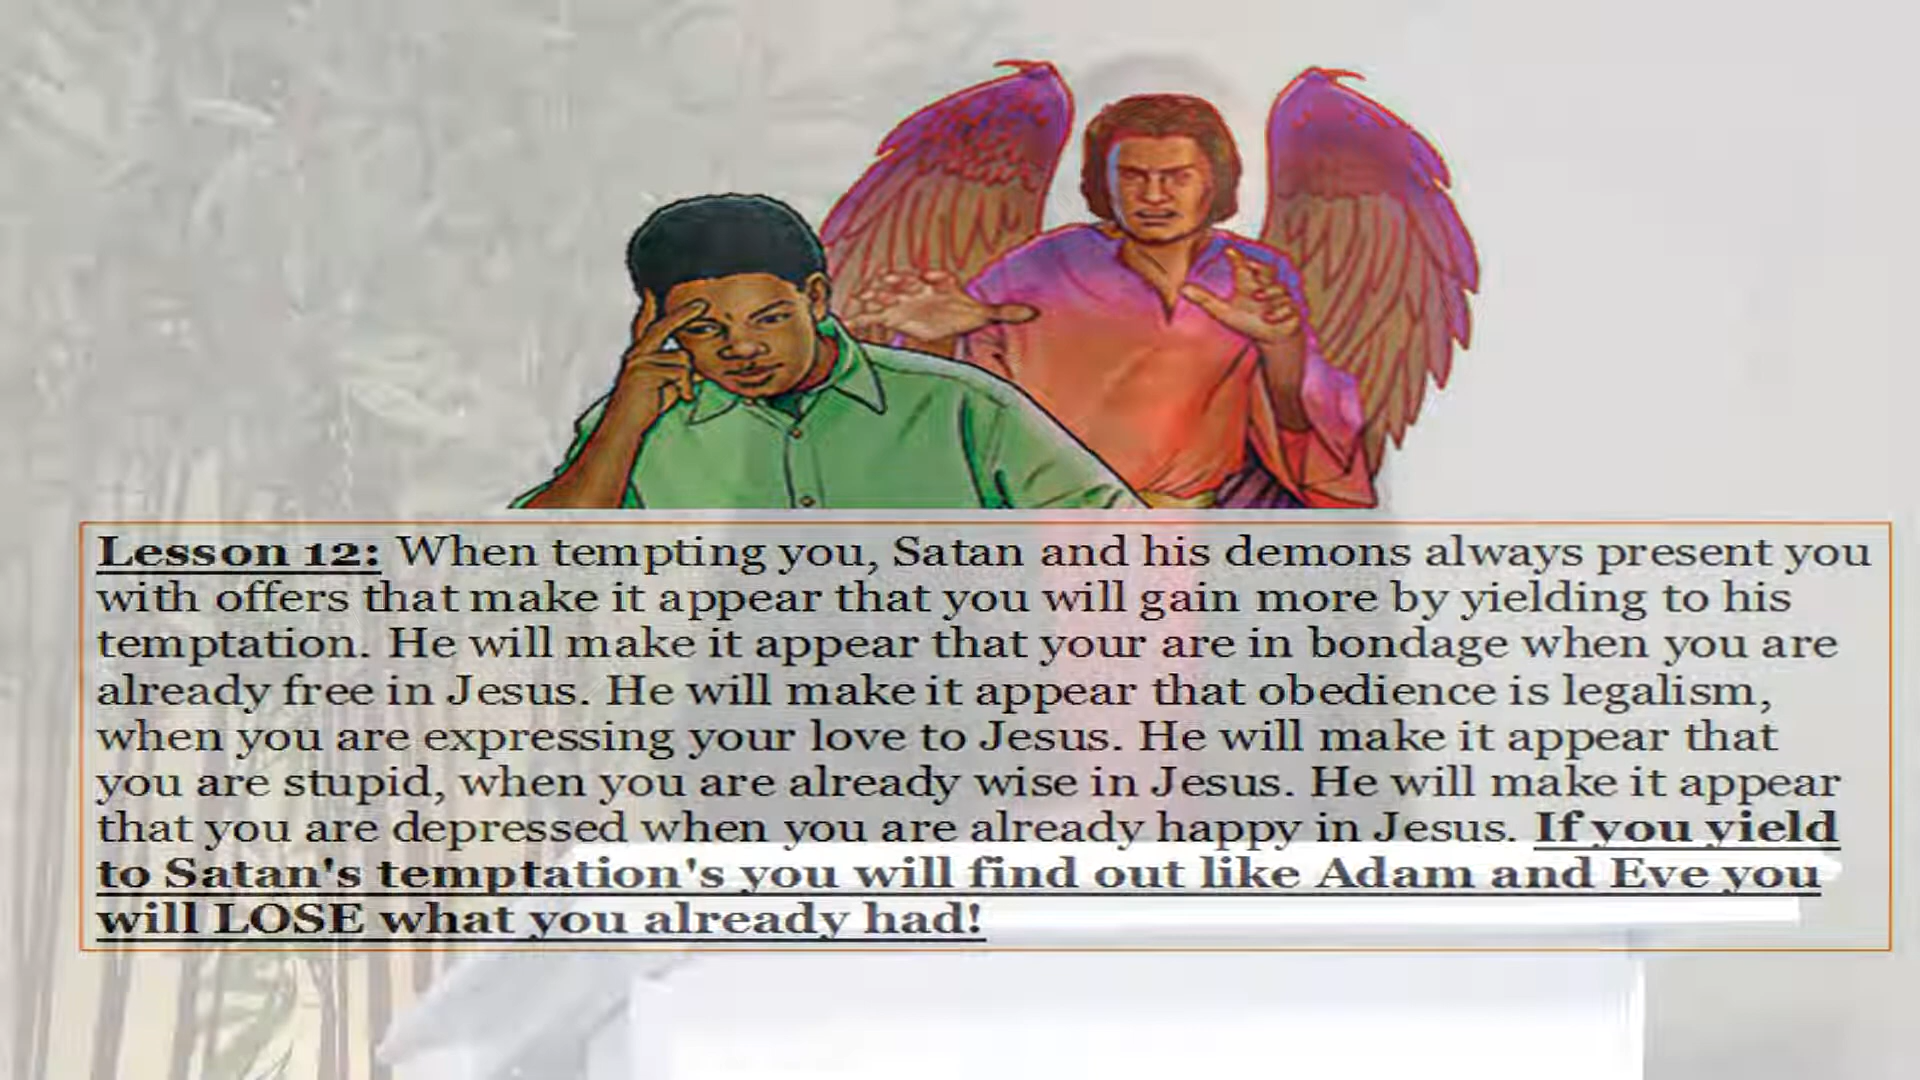 Lesson 12: When tempting you, Satan and his demons always present you
with offers that make it appear that you will gain more by yielding to his
temptation. He will make it appear that your are in bondage when you are
already free in Jesus. He will make it appear that obedience is legalism,
when you are expressing your love to Jesus. He will make it appear that
you are stupid, when you are already wise in Jesus. He will make it appear
that you are depressed when you are already happy in Jesus. If you yield
to Satan's temptation's you will find out like Adam and Eve you
will LOSE what you already had!